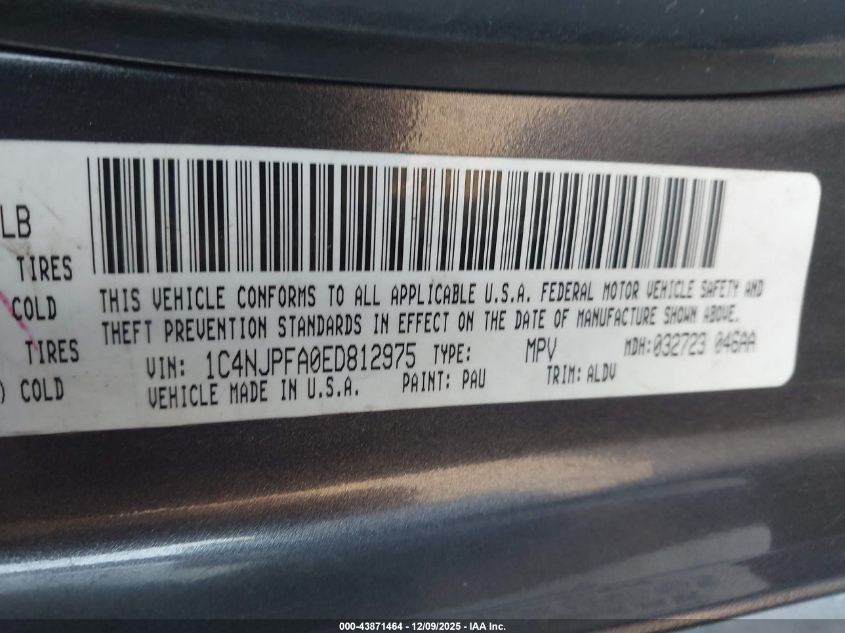 LB
TIRES
COLD
TIRES
) COLD
THIS VEHICLE CONFORMS TO ALL APPLICABLE U.S.A. FEDERAL MOTOR VEHICLE SAFETY AND
THEFT PREVENTION STANDARDS IN EFFECT ON THE DATE OF MANUFACTURE SHOWN ABOVE.
VIN: 1C4NJPFA0ED812975 TYPE: MPV MDH:032723 046AA
VEHICLE MADE IN U.S.A. PAINT: PAU TRIM: ALDV
000-43871464 - 12/09/2025 - IAA Inc.